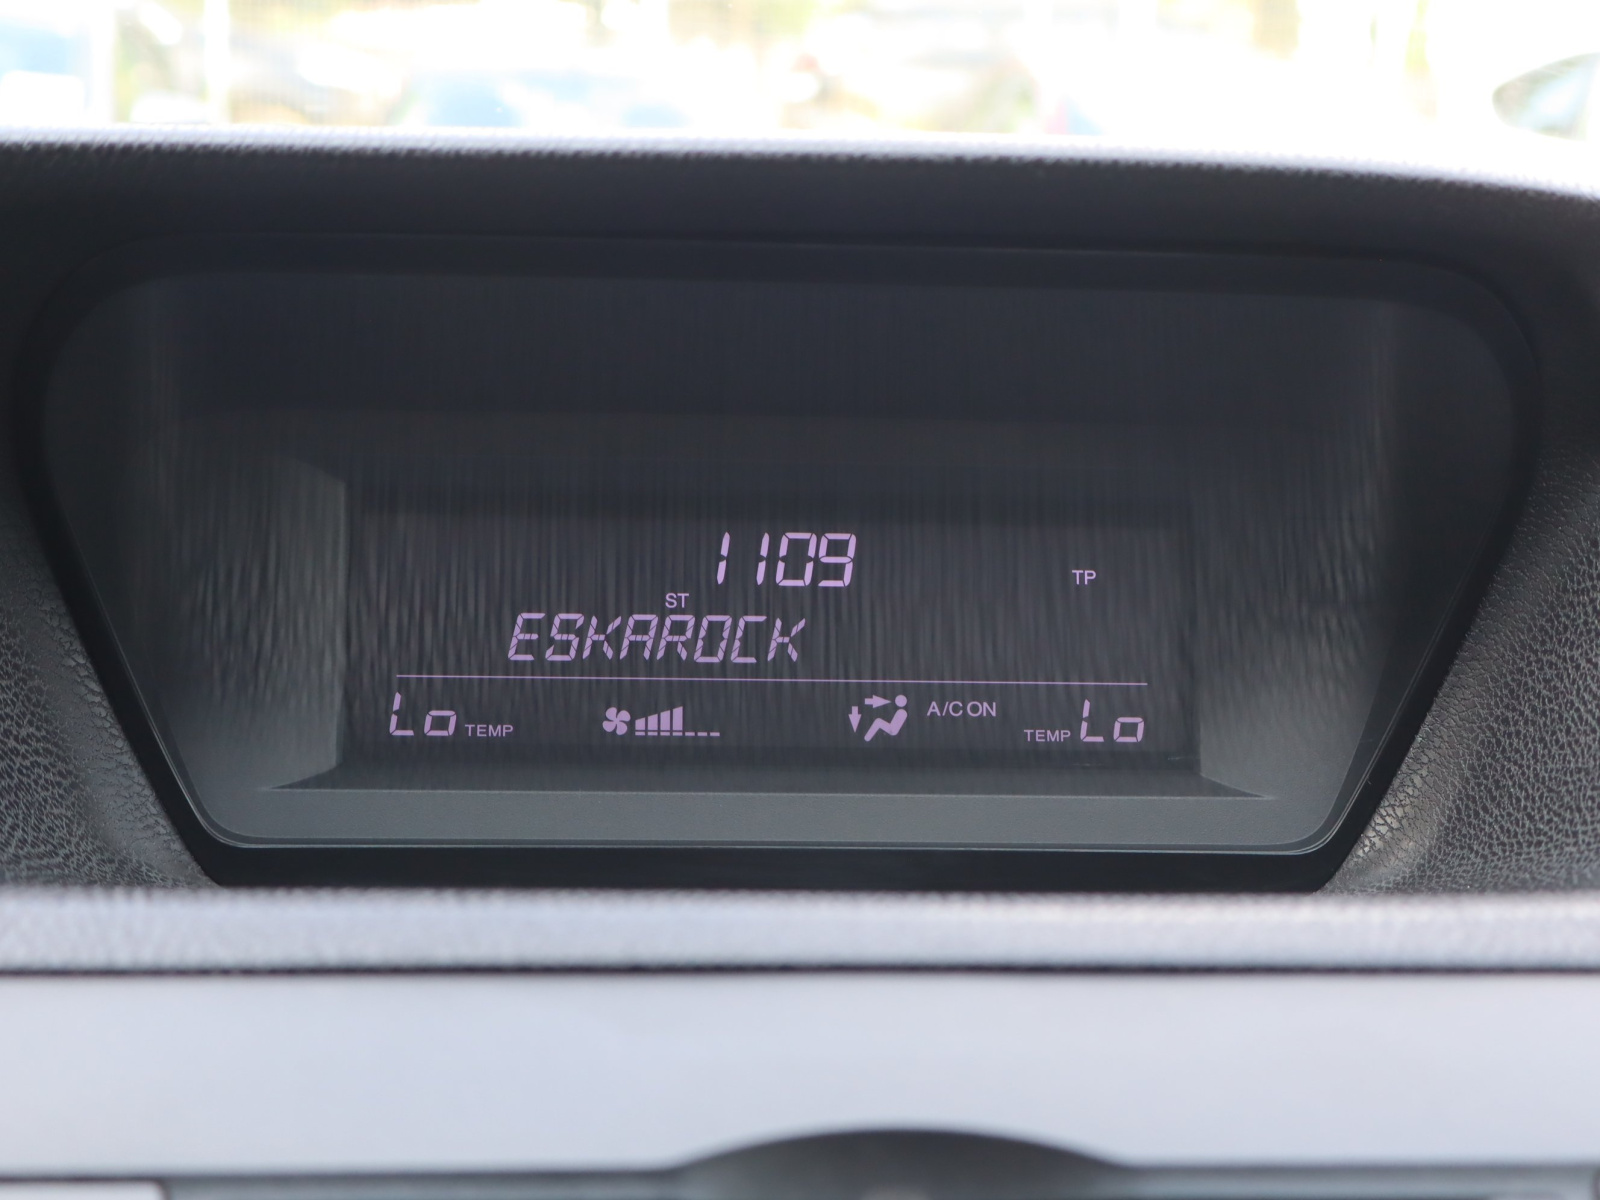 1109
TP
ST
ESKAROCK
Lo TEMP A/C ON TEMP Lo